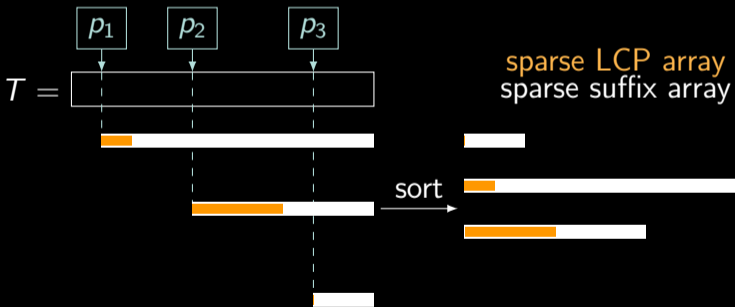 p1 p2 p3
sparse LCP array
T =
sparse suffix array
sort